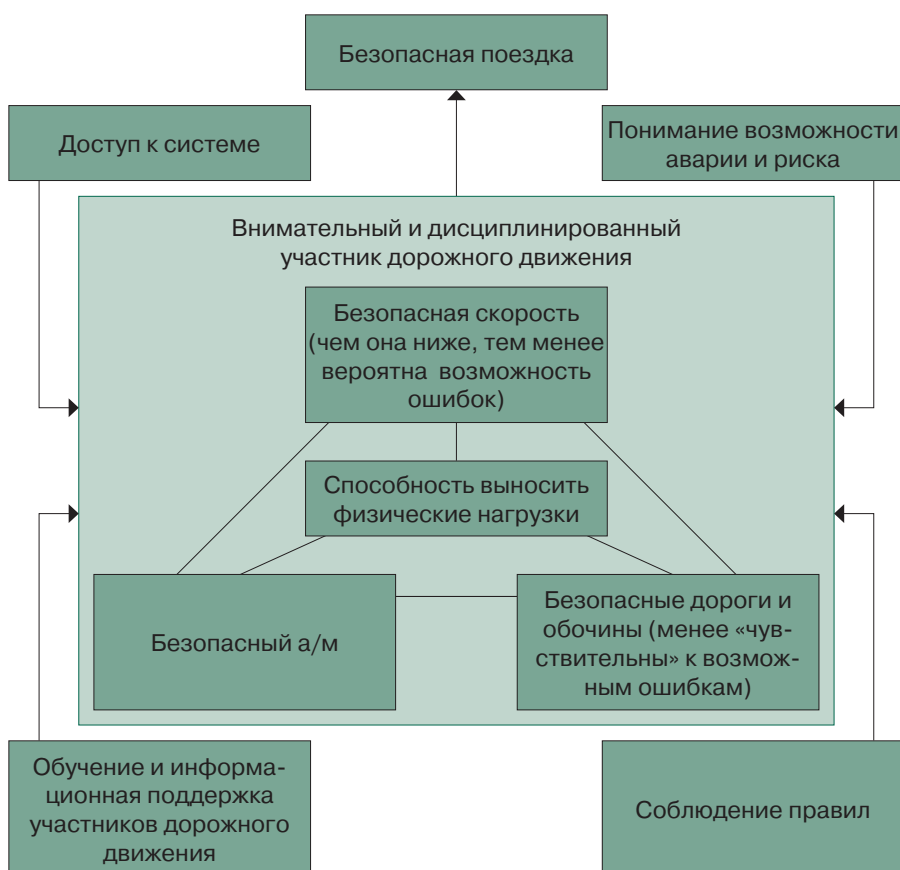 Безопасная поездка
Доступ к системе
Понимание возможности
аварии и риска
Внимательный и дисциплинированный
участник дорожного движения
Безопасная скорость
(чем она ниже, тем менее
вероятна возможность
ошибок)
Способность выносить
физические нагрузки
Безопасный а/м
Безопасные дороги и
обочины (менее «чув-
ствительны» к возмож-
ным ошибкам)
Обучение и информа-
ционная поддержка
участников дорожного
движения
Соблюдение правил